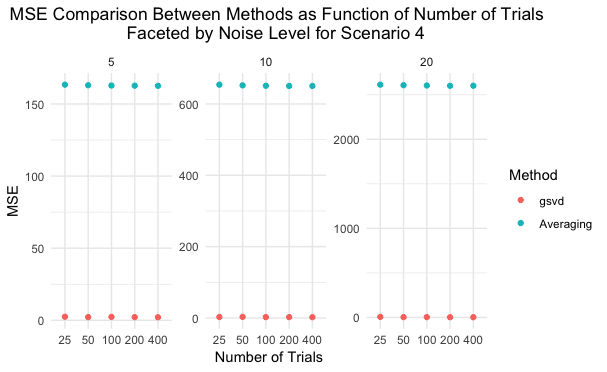 MSE Comparison Between Methods as Function of Number of Trials
Faceted by Noise Level for Scenario 4
5
10
20
MSE
150
100
50
0
600
400
200
0
2000
1000
0
25 50 100 200 400
25 50 100 200 400
25 50 100 200 400
Number of Trials
Method
gsvd
Averaging